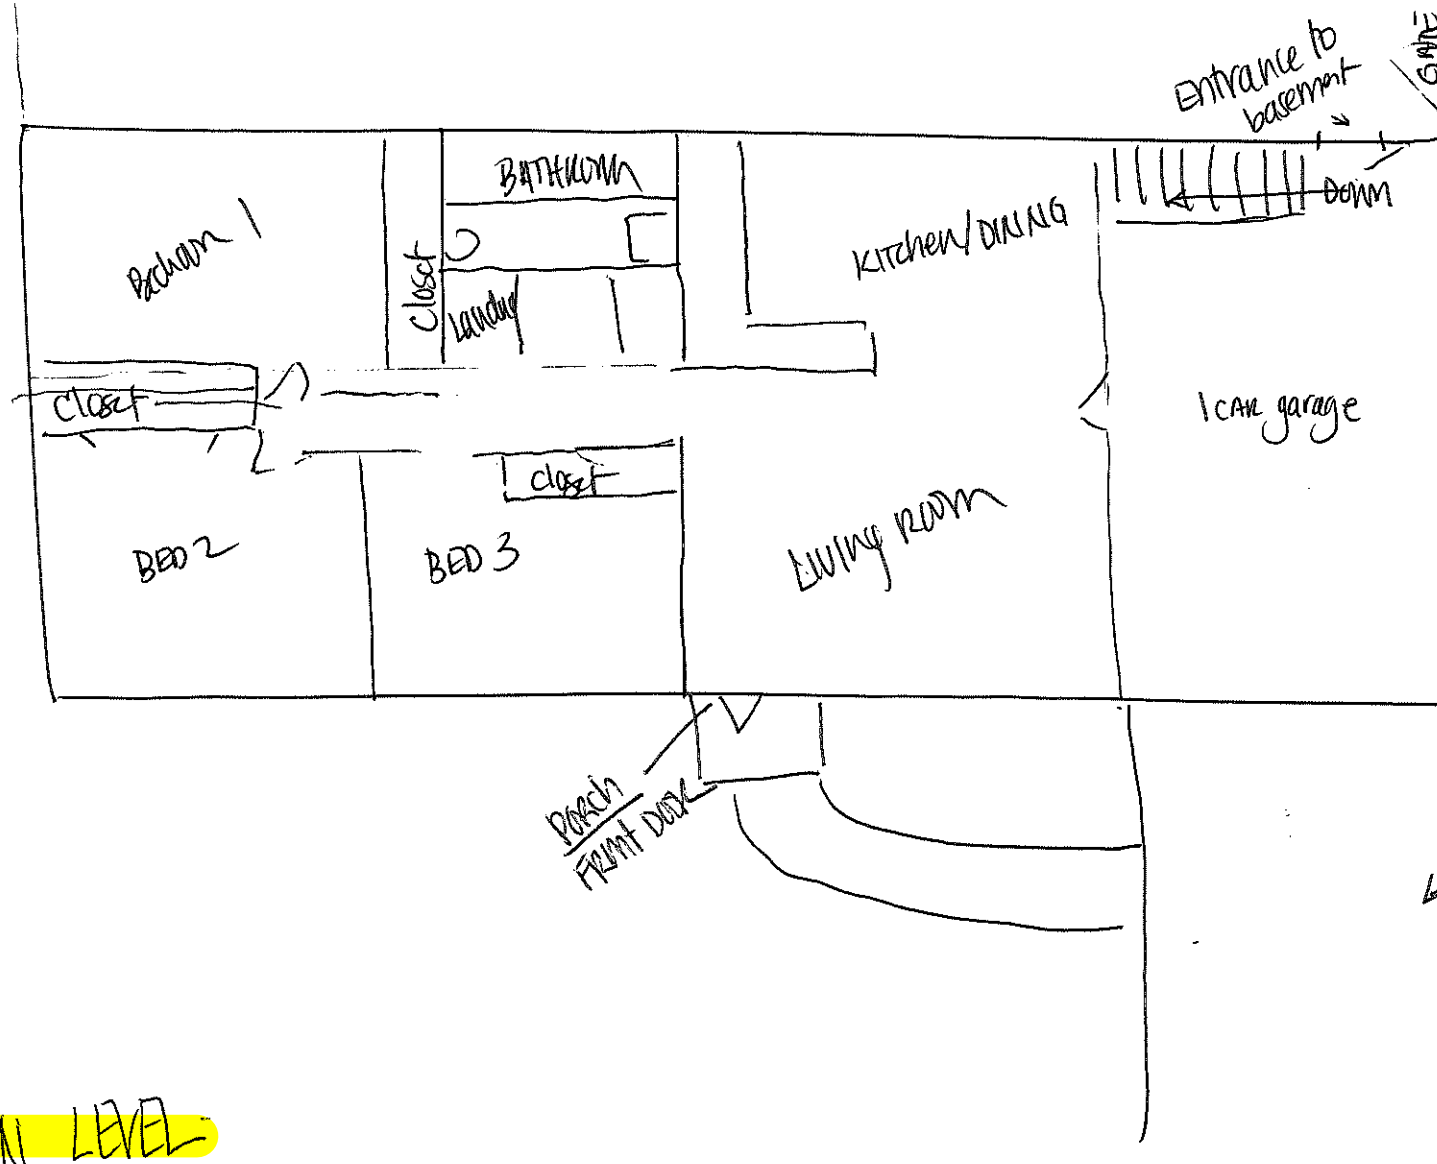 Entrance to
basement
BATHROOM
DOWN
KITCHEN/DINING
Bedroom 1
Closet
Laundry
closet
1 CAR garage
closet
LIVING ROOM
BED 2
BED 3
PORCH
FRONT DOOR
LEVEL